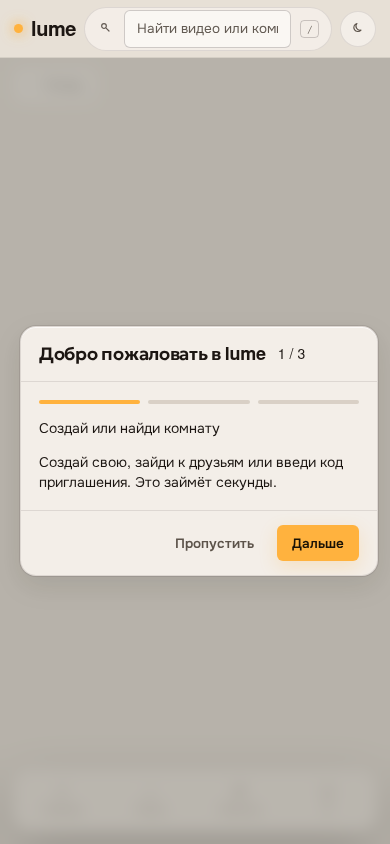 lume
Найти видео или ком
/
Добро пожаловать в lume 1 / 3
Создай или найди комнату
Создай свою, зайди к друзьям или введи код
приглашения. Это займёт секунды.
Пропустить
Дальше